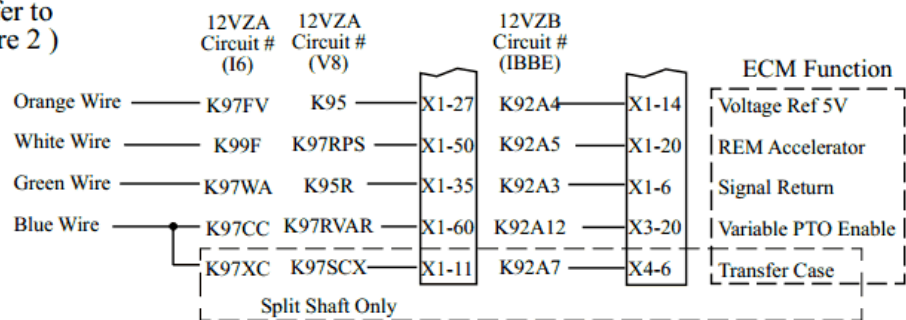 fer to
re 2 )
12VZA 12VZA 12VZB
Circuit # Circuit # Circuit #
(I6) (V8) (IBBE)
ECM Function
Orange Wire K97FV K95 X1-27 K92A4 X1-14 Voltage Ref 5V
White Wire K99F K97RPS X1-50 K92A5 X1-20 REM Accelerator
Green Wire K97WA K95R X1-35 K92A3 X1-6 Signal Return
Blue Wire K97CC K97RVAR X1-60 K92A12 X3-20 Variable PTO Enable
K97XC K97SCX X1-11 K92A7 X4-6 Transfer Case
Split Shaft Only